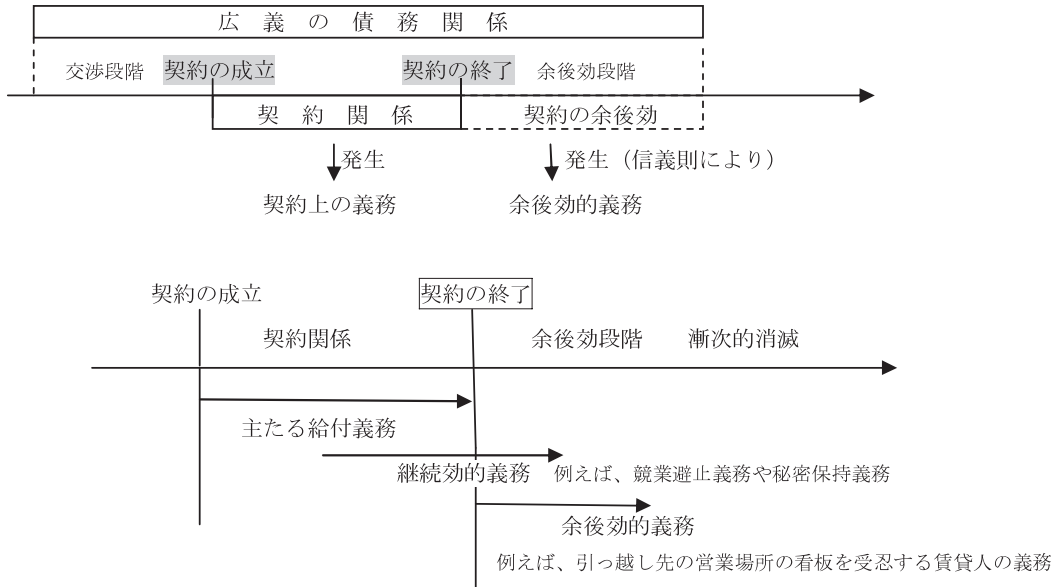 広義の債務関係
交渉段階 契約の成立 契約の終了 余後効段階
契約関係 契約の余後効
発生 発生（信義則により）
契約上の義務 余後効的義務
契約の成立 契約の終了
契約関係 余後効段階 漸次的消滅
主たる給付義務
継続効的義務 例えば、競業避止義務や秘密保持義務
余後効的義務
例えば、引っ越し先の営業場所の看板を受忍する賃貸人の義務